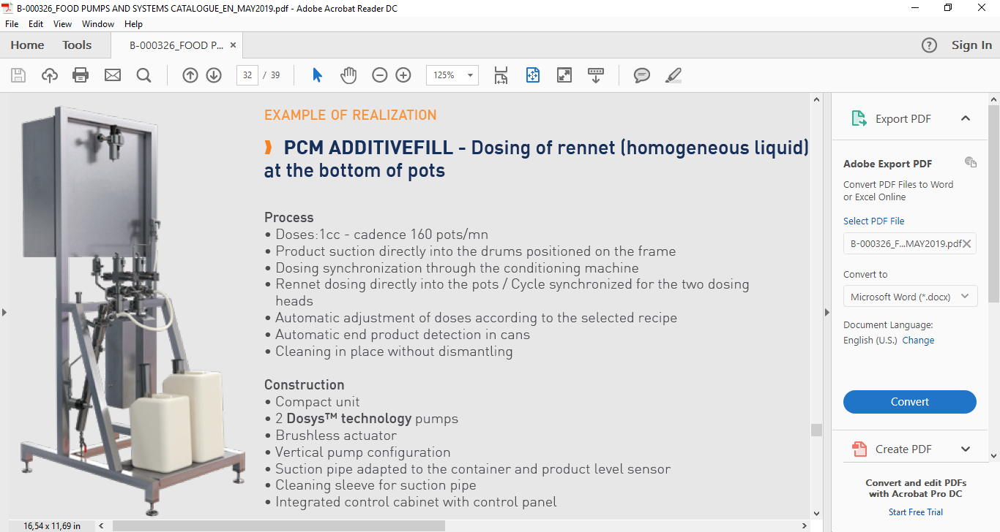 B-000326_FOOD PUMPS AND SYSTEMS CATALOGUE_EN_MAY2019.pdf - Adobe Acrobat Reader DC
File Edit View Window Help
Home Tools B-000326_FOOD P... ×
? Sign In
32 / 39 125%
EXAMPLE OF REALIZATION
PCM ADDITIVEFILL - Dosing of rennet (homogeneous liquid)
at the bottom of pots
Process
• Doses:1cc - cadence 160 pots/mn
• Product suction directly into the drums positioned on the frame
• Dosing synchronization through the conditioning machine
• Rennet dosing directly into the pots / Cycle synchronized for the two dosing
heads
• Automatic adjustment of doses according to the selected recipe
• Automatic end product detection in cans
• Cleaning in place without dismantling
Construction
• Compact unit
• 2 Dosys™ technology pumps
• Brushless actuator
• Vertical pump configuration
• Suction pipe adapted to the container and product level sensor
• Cleaning sleeve for suction pipe
• Integrated control cabinet with control panel
16,54 x 11,69 in
Export PDF
Adobe Export PDF
Convert PDF Files to Word
or Excel Online
Select PDF File
B-000326_F...MAY2019.pdf
Convert to
Microsoft Word (*.docx)
Document Language:
English (U.S.) Change
Convert
Create PDF
Convert and edit PDFs
with Acrobat Pro DC
Start Free Trial